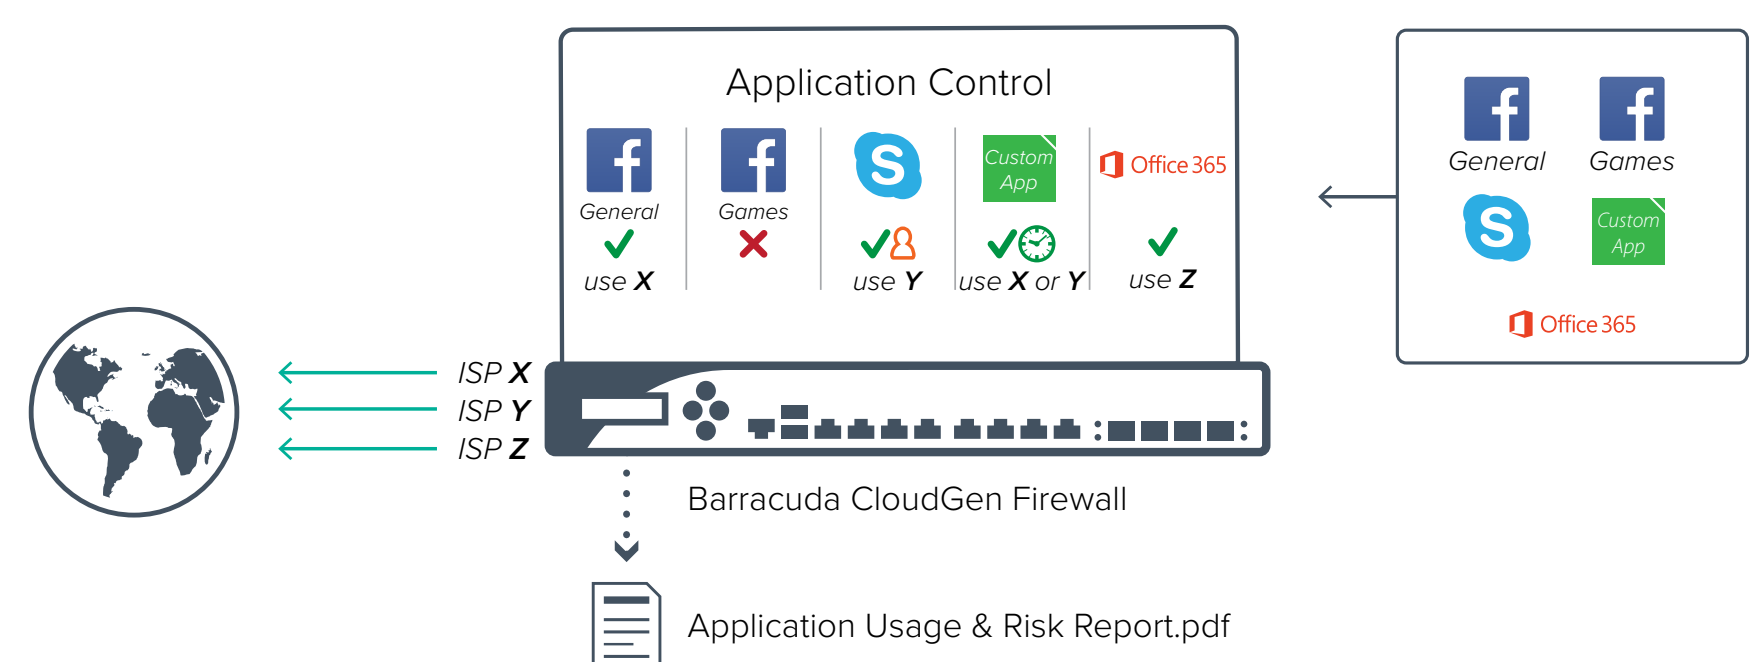 Application Control
f
General
use X
f
Games
S
use Y
Custom
App
use X or Y
Office 365
use Z
f
General
f
Games
S
Custom
App
Office 365
ISP X
ISP Y
ISP Z
Barracuda CloudGen Firewall
Application Usage & Risk Report.pdf